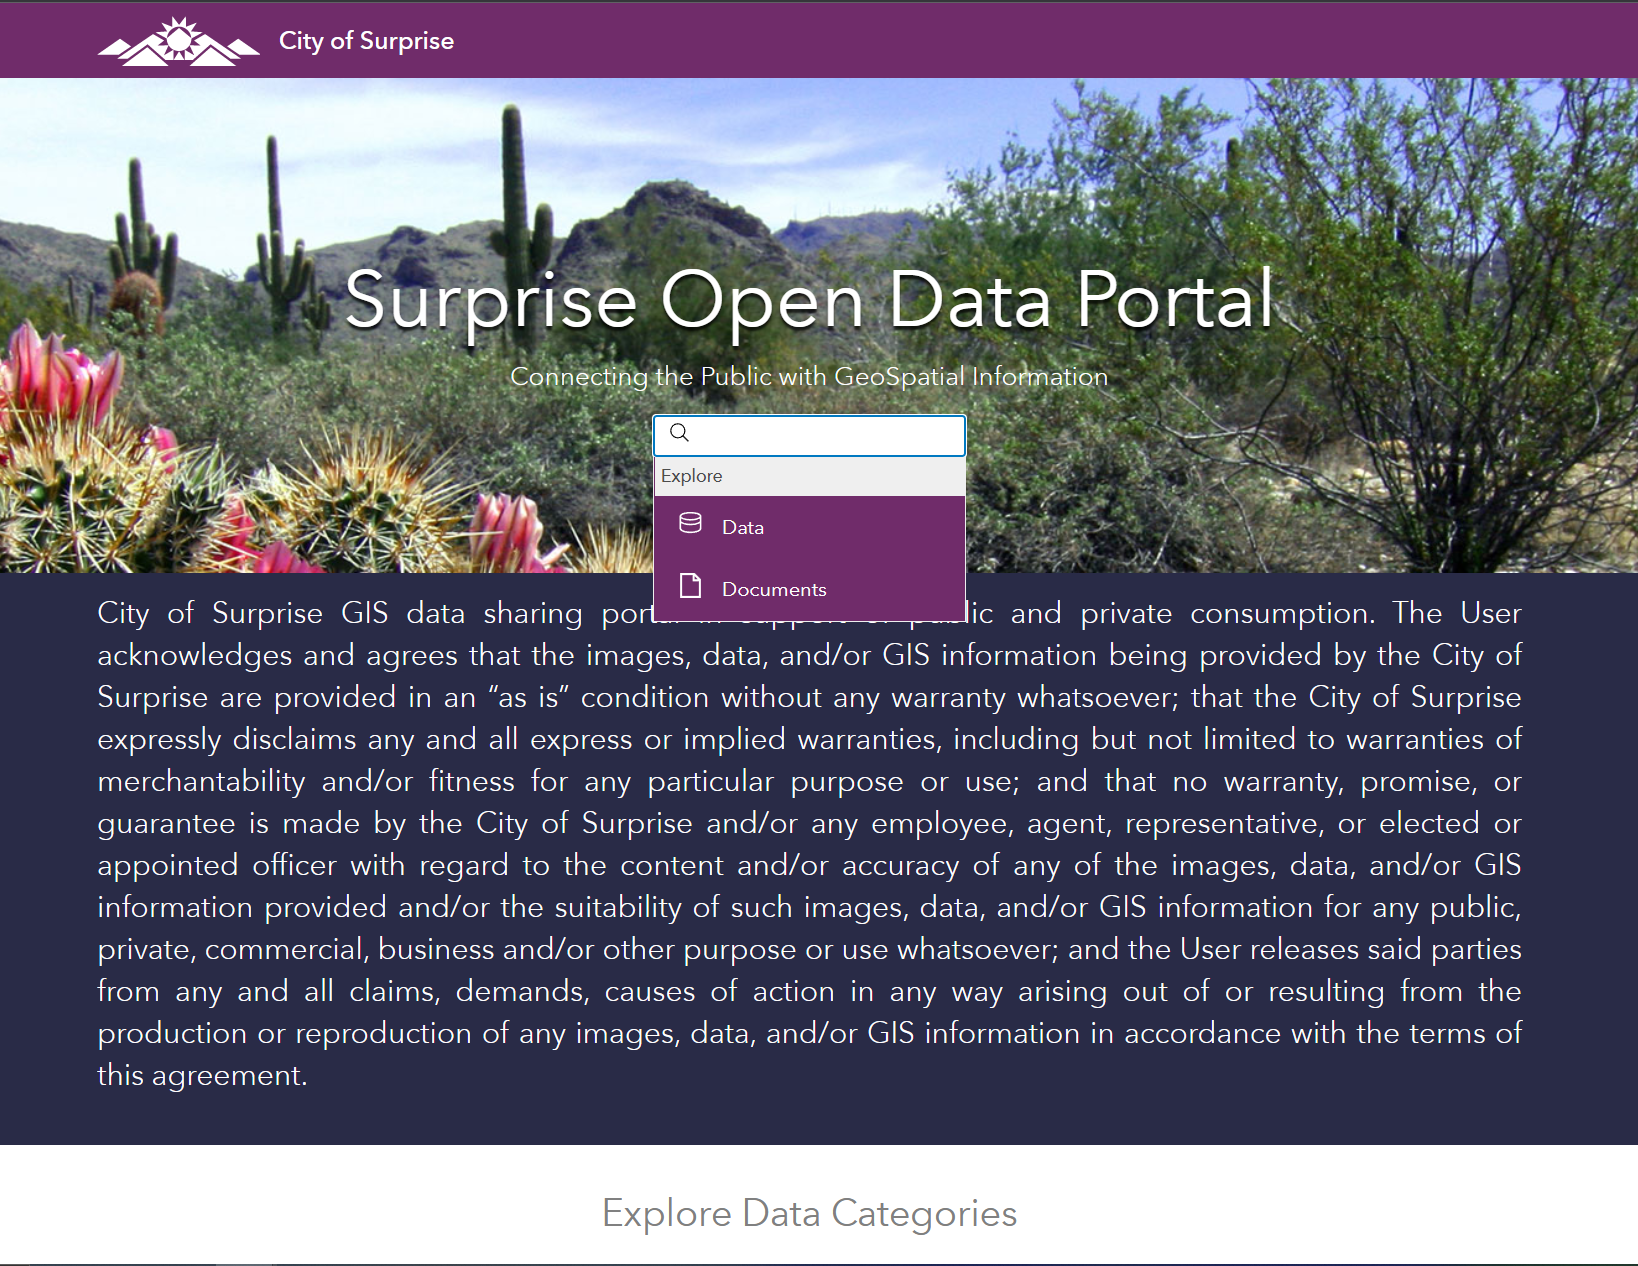 City of Surprise
Surprise Open Data Portal
Connecting the Public with GeoSpatial Information
Explore
Data
Documents
City of Surprise GIS data sharing and private consumption. The User
acknowledges and agrees that the images, data, and/or GIS information being provided by the City of
Surprise are provided in an “as is” condition without any warranty whatsoever; that the City of Surprise
expressly disclaims any and all express or implied warranties, including but not limited to warranties of
merchantability and/or fitness for any particular purpose or use; and that no warranty, promise, or
guarantee is made by the City of Surprise and/or any employee, agent, representative, or elected or
appointed officer with regard to the content and/or accuracy of any of the images, data, and/or GIS
information provided and/or the suitability of such images, data, and/or GIS information for any public,
private, commercial, business and/or other purpose or use whatsoever; and the User releases said parties
from any and all claims, demands, causes of action in any way arising out of or resulting from the
production or reproduction of any images, data, and/or GIS information in accordance with the terms of
this agreement.
Explore Data Categories